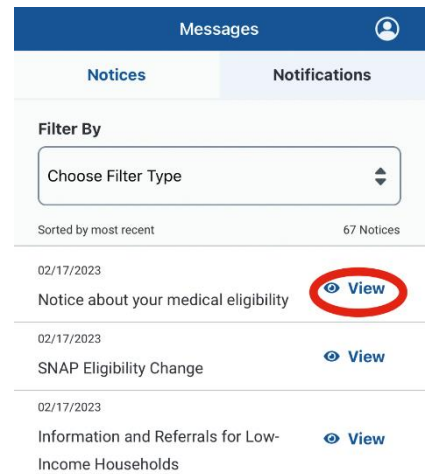 Messages
Notices Notifications
Filter By
Choose Filter Type
Sorted by most recent 67 Notices
02/17/2023
Notice about your medical eligibility View
02/17/2023
SNAP Eligibility Change View
02/17/2023
Information and Referrals for Low- View
Income Households